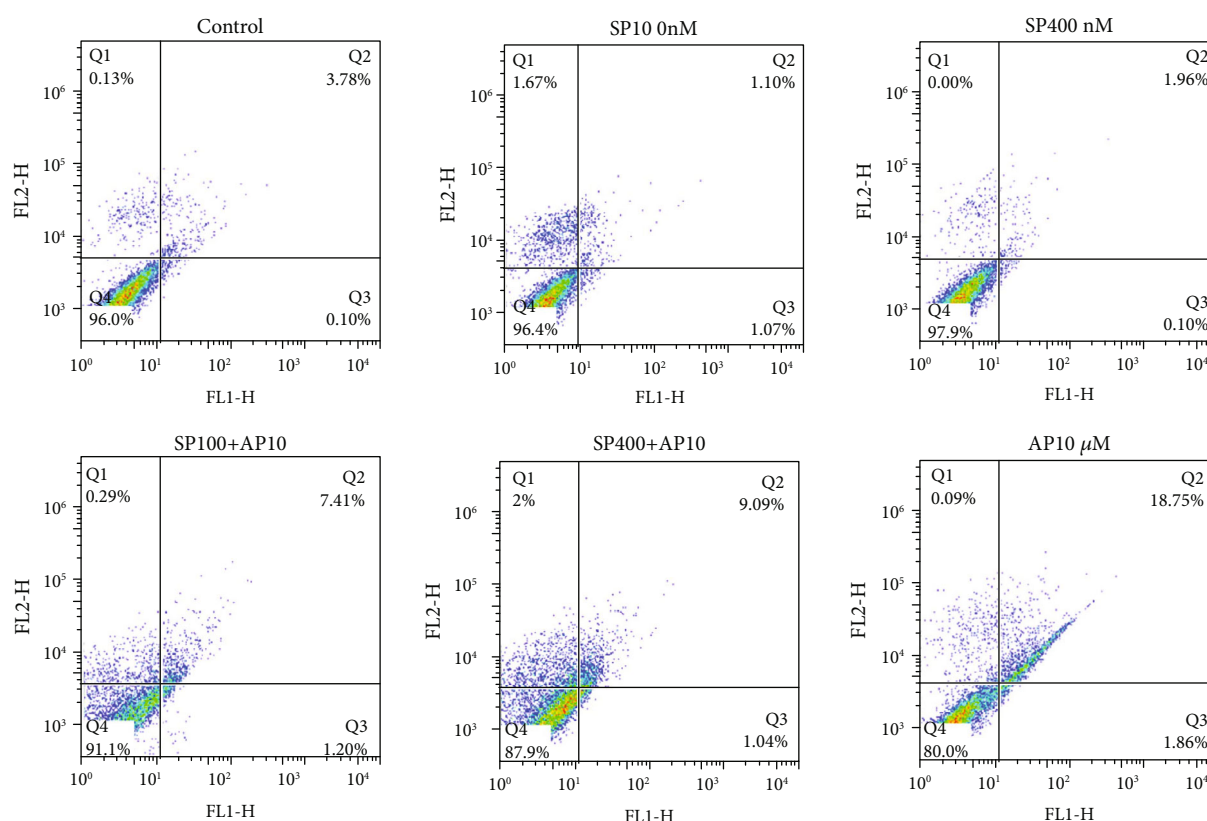 Control
Q1
0.13%
Q2
3.78%
Q4
96.0%
Q3
0.10%
FL2-H
10⁶
10⁵
10⁴
10³
10⁰ 10¹ 10² 10³ 10⁴
FL1-H
SP10 0nM
Q1
1.67%
Q2
1.10%
Q4
96.4%
Q3
1.07%
FL2-H
10⁶
10⁵
10⁴
10³
10⁰ 10¹ 10² 10³ 10⁴
FL1-H
SP400 nM
Q1
0.00%
Q2
1.96%
Q4
97.9%
Q3
0.10%
FL2-H
10⁶
10⁵
10⁴
10³
10⁰ 10¹ 10² 10³ 10⁴
FL1-H
SP100+AP10
Q1
0.29%
Q2
7.41%
Q4
91.1%
Q3
1.20%
FL2-H
10⁶
10⁵
10⁴
10³
10⁰ 10¹ 10² 10³ 10⁴
FL1-H
SP400+AP10
Q1
2%
Q2
9.09%
Q4
87.9%
Q3
1.04%
FL2-H
10⁶
10⁵
10⁴
10³
10⁰ 10¹ 10² 10³ 10⁴
FL1-H
AP10 μM
Q1
0.09%
Q2
18.75%
Q4
80.0%
Q3
1.86%
FL2-H
10⁶
10⁵
10⁴
10³
10⁰ 10¹ 10² 10³ 10⁴
FL1-H